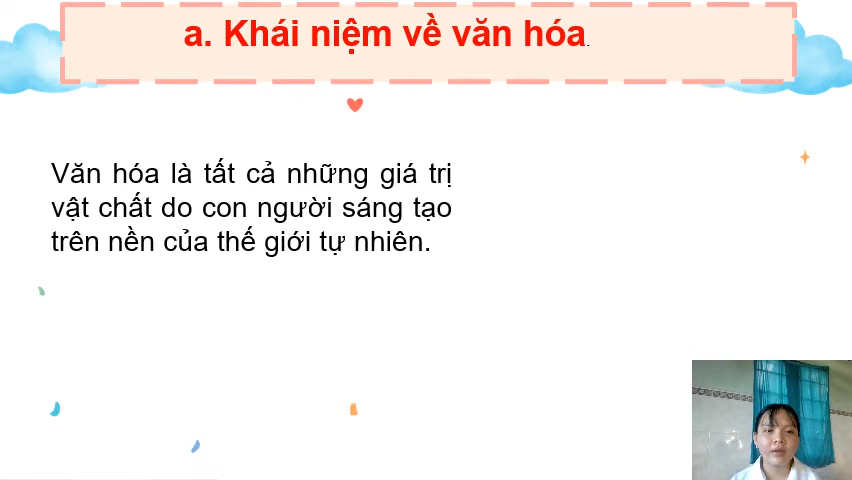 a. Khái niệm về văn hóa.
Văn hóa là tất cả những giá trị
vật chất do con người sáng tạo
trên nền của thế giới tự nhiên.